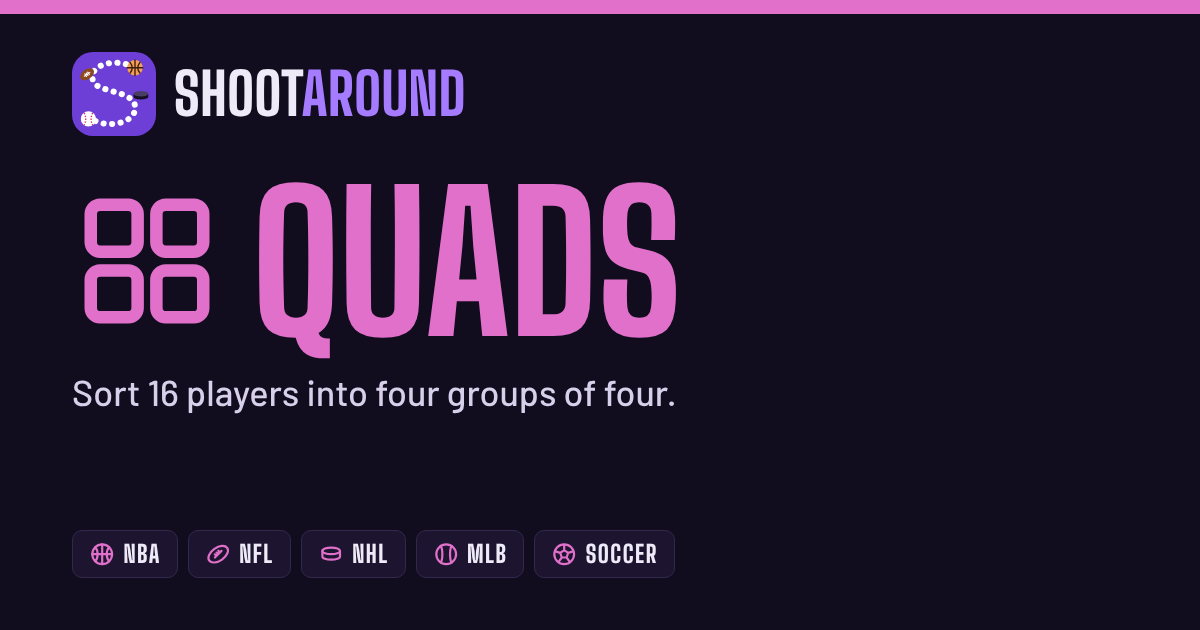 SHOOTAROUND
QUADS
Sort 16 players into four groups of four.
NBA NFL NHL MLB SOCCER